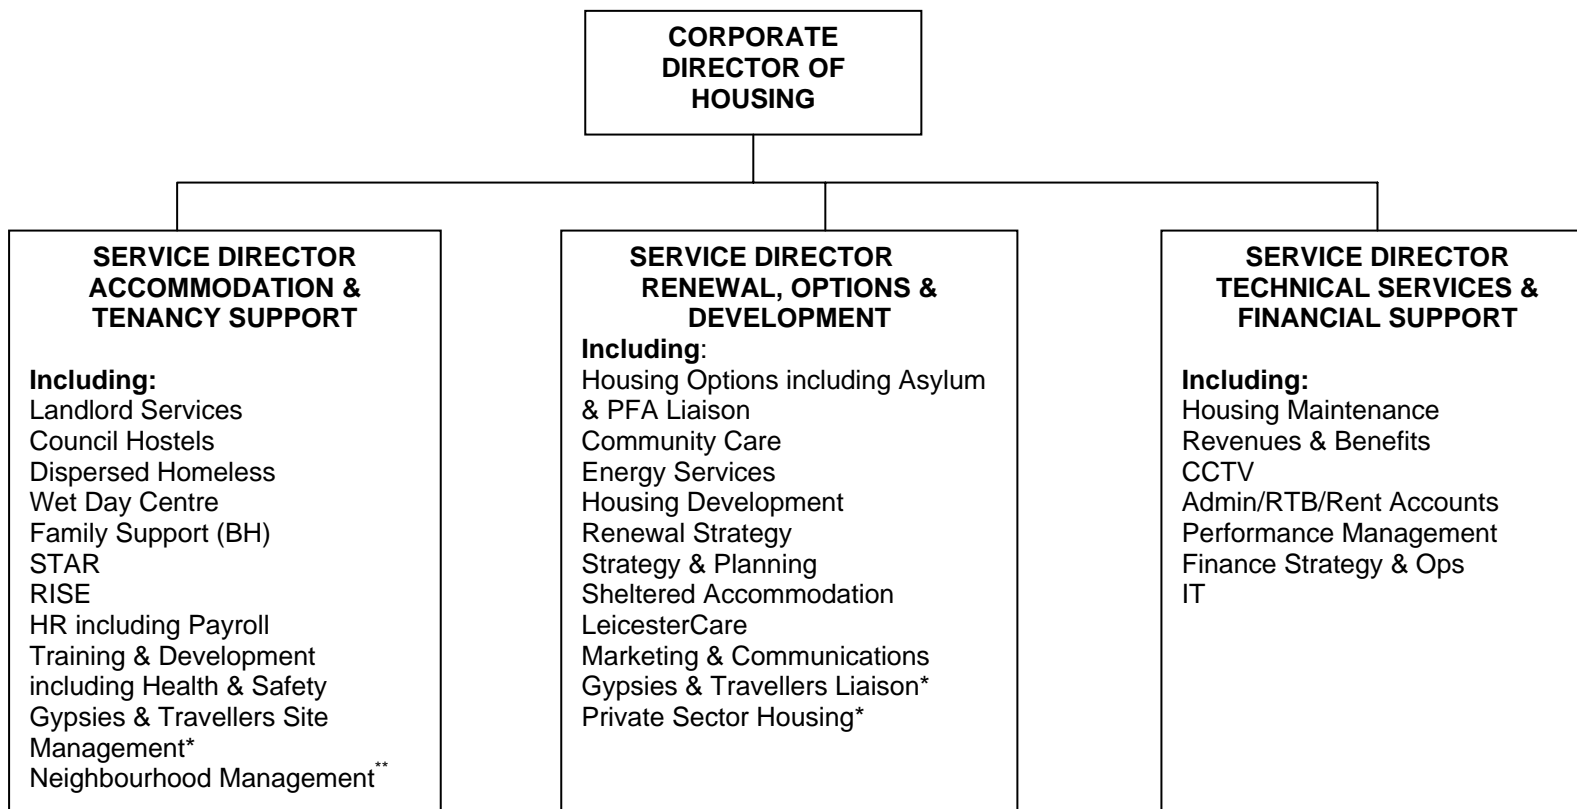 CORPORATE
DIRECTOR OF
HOUSING
SERVICE DIRECTOR
ACCOMMODATION &
TENANCY SUPPORT
Including:
Landlord Services
Council Hostels
Dispersed Homeless
Wet Day Centre
Family Support (BH)
STAR
RISE
HR including Payroll
Training & Development
including Health & Safety
Gypsies & Travellers Site
Management*
Neighbourhood Management**
SERVICE DIRECTOR
RENEWAL, OPTIONS &
DEVELOPMENT
Including:
Housing Options including Asylum
& PFA Liaison
Community Care
Energy Services
Housing Development
Renewal Strategy
Strategy & Planning
Sheltered Accommodation
LeicesterCare
Marketing & Communications
Gypsies & Travellers Liaison*
Private Sector Housing*
SERVICE DIRECTOR
TECHNICAL SERVICES &
FINANCIAL SUPPORT
Including:
Housing Maintenance
Revenues & Benefits
CCTV
Admin/RTB/Rent Accounts
Performance Management
Finance Strategy & Ops
IT